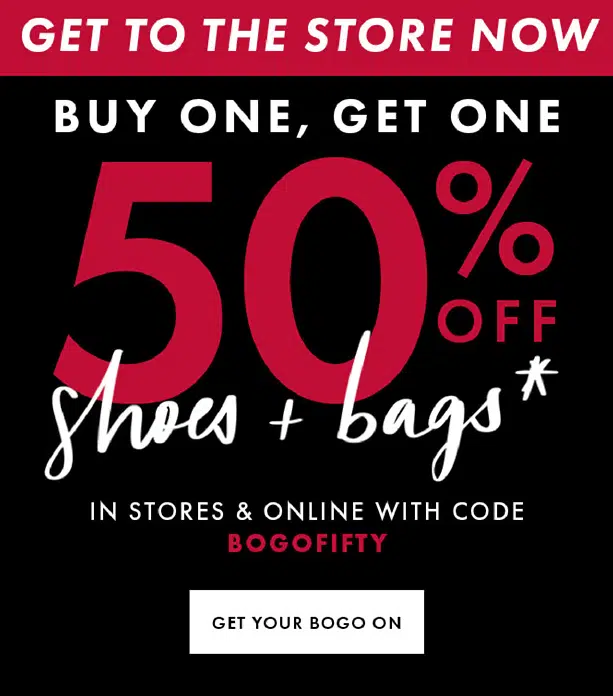 GET TO THE STORE NOW
BUY ONE, GET ONE
50%
OFF
shoes + bags*
IN STORES & ONLINE WITH CODE
BOGOFIFTY
GET YOUR BOGO ON